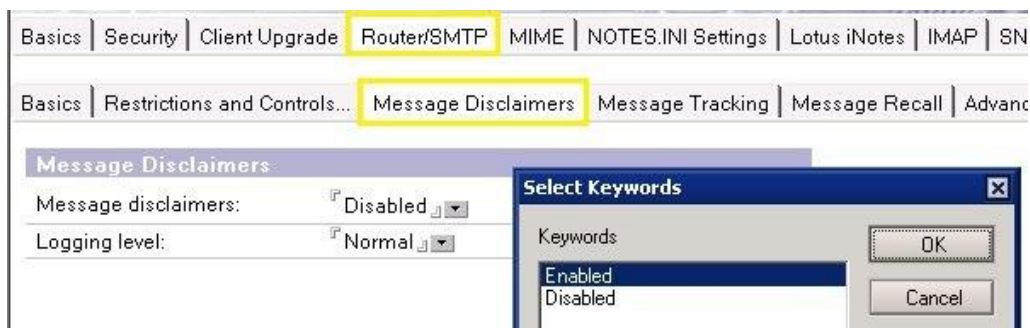 Basics Security Client Upgrade Router/SMTP MIME NOTES.INI Settings Lotus iNotes IMAP SN
Basics Restrictions and Controls... Message Disclaimers Message Tracking Message Recall Advanc
Message Disclaimers
Message disclaimers: Disabled
Logging level: Normal
Select Keywords
Keywords
Enabled
Disabled
OK
Cancel